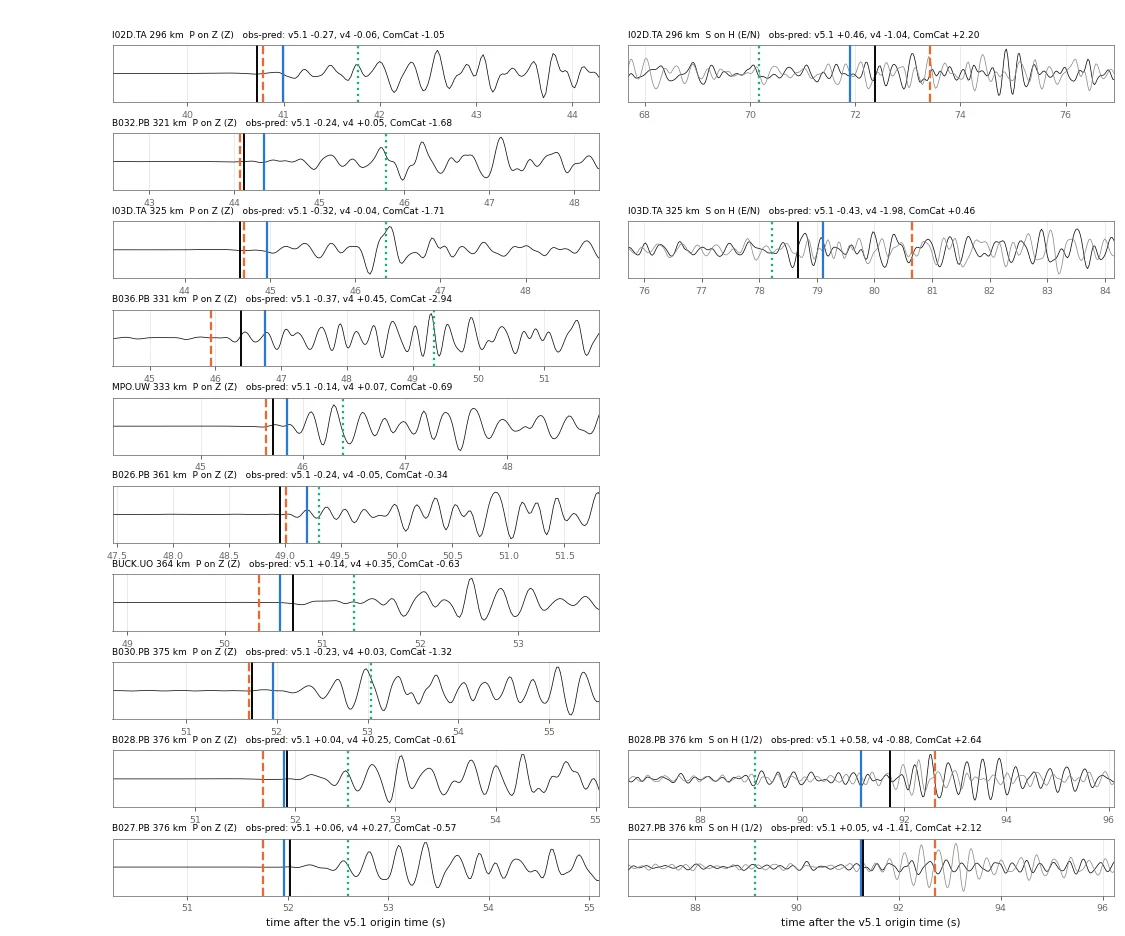 I02D.TA 296 km P on Z (Z) obs-pred: v5.1 -0.27, v4 -0.06, ComCat -1.05
40 41 42 43 44
I02D.TA 296 km S on H (E/N) obs-pred: v5.1 +0.46, v4 -1.04, ComCat +2.20
68 70 72 74 76
B032.PB 321 km P on Z (Z) obs-pred: v5.1 -0.24, v4 +0.05, ComCat -1.68
43 44 45 46 47 48
I03D.TA 325 km P on Z (Z) obs-pred: v5.1 -0.32, v4 -0.04, ComCat -1.71
44 45 46 47 48
I03D.TA 325 km S on H (E/N) obs-pred: v5.1 -0.43, v4 -1.98, ComCat +0.46
76 77 78 79 80 81 82 83 84
B036.PB 331 km P on Z (Z) obs-pred: v5.1 -0.37, v4 +0.45, ComCat -2.94
45 46 47 48 49 50 51
MPO.UW 333 km P on Z (Z) obs-pred: v5.1 -0.14, v4 +0.07, ComCat -0.69
45 46 47 48
B026.PB 361 km P on Z (Z) obs-pred: v5.1 -0.24, v4 -0.05, ComCat -0.34
47.5 48.0 48.5 49.0 49.5 50.0 50.5 51.0 51.5
BUCK.UO 364 km P on Z (Z) obs-pred: v5.1 +0.14, v4 +0.35, ComCat -0.63
49 50 51 52 53
B030.PB 375 km P on Z (Z) obs-pred: v5.1 -0.23, v4 +0.03, ComCat -1.32
51 52 53 54 55
B028.PB 376 km P on Z (Z) obs-pred: v5.1 +0.04, v4 +0.25, ComCat -0.61
51 52 53 54 55
B028.PB 376 km S on H (1/2) obs-pred: v5.1 +0.58, v4 -0.88, ComCat +2.64
88 90 92 94 96
B027.PB 376 km P on Z (Z) obs-pred: v5.1 +0.06, v4 +0.27, ComCat -0.57
51 52 53 54 55
time after the v5.1 origin time (s)
B027.PB 376 km S on H (1/2) obs-pred: v5.1 +0.05, v4 -1.41, ComCat +2.12
88 90 92 94 96
time after the v5.1 origin time (s)